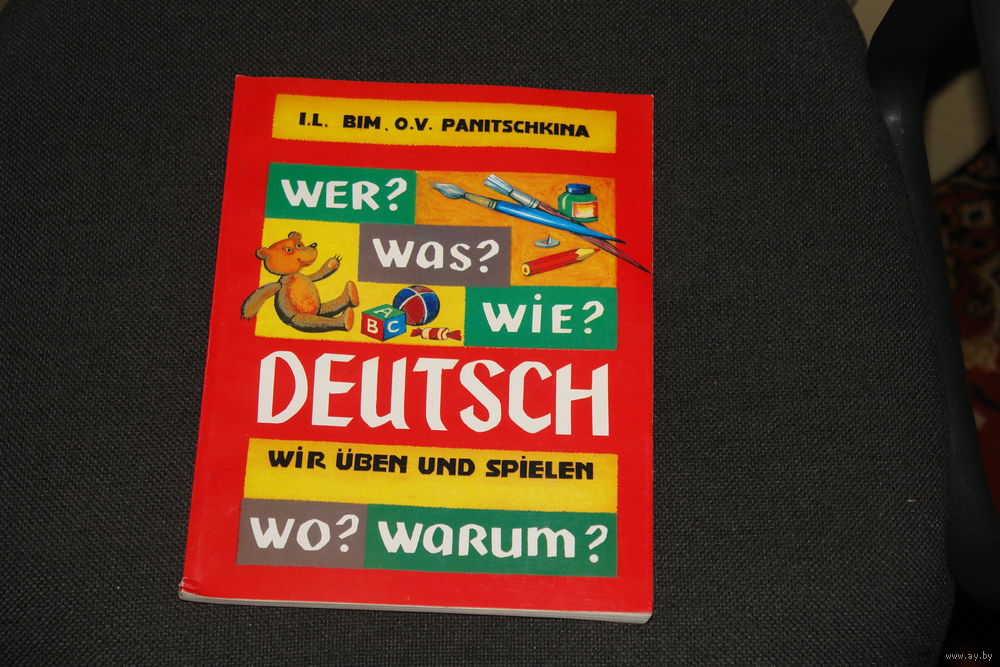 I.L. BIM, O.V. PANITSCHKINA
WER?
WAS?
WIE?
A
B C
DEUTSCH
WIR ÜBEN UND SPIELEN
WO? WARUM?
www.ay.by